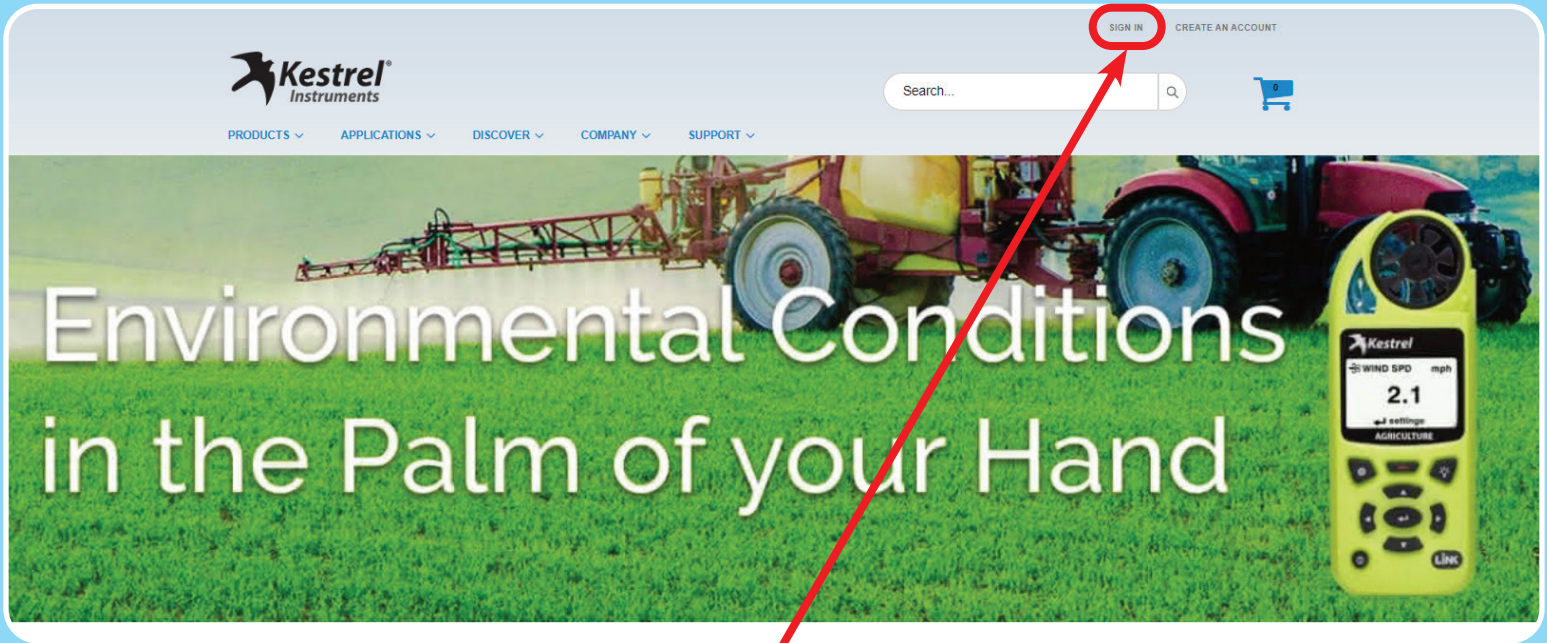 SIGN IN CREATE AN ACCOUNT
Kestrel®
Instruments
Search...
0
PRODUCTS APPLICATIONS DISCOVER COMPANY SUPPORT
Environmental Conditions
in the Palm of your Hand
Kestrel
WIND SPD mph
2.1
settings
AGRICULTURE
LiNK